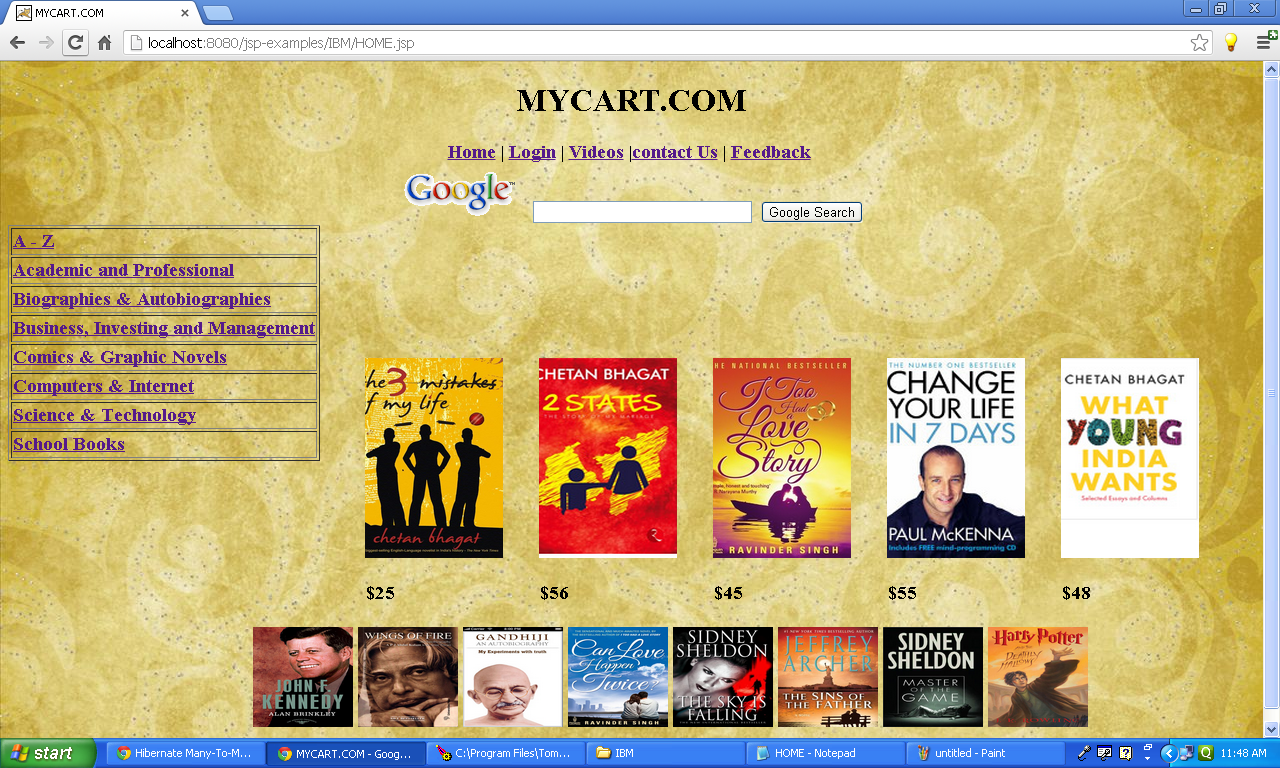 MYCART.COM
localhost:8080/jsp-examples/IBM/HOME.jsp
MYCART.COM
Home | Login | Videos |contact Us | Feedback
Google™
Google Search
A - Z
Academic and Professional
Biographies & Autobiographies
Business, Investing and Management
Comics & Graphic Novels
Computers & Internet
Science & Technology
School Books
he 3 mistakes
f my life
chetan bhagat
CHETAN BHAGAT
2 STATES
THE STORY OF MY MARRIAGE
HE NATIONAL BESTSELLER
I Too
Had a
Love
Story
RAVINDER SINGH
THE NUMBER ONE BESTSELLER
CHANGE
YOUR LIFE
IN 7 DAYS
PAUL McKENNA
Includes FREE mind-programming CD
CHETAN BHAGAT
WHAT
YOUNG
INDIA
WANTS
Selected Essays and Columns
$25
$56
$45
$55
$48
JOHN F.
KENNEDY
ALAN BRINKLEY
WINGS OF FIRE
GANDHIJI
AN AUTOBIOGRAPHY
My Experiments with truth
Can Love
Happen
Twice?
RAVINDER SINGH
SIDNEY
SHELDON
THE SKY IS
FALLING
JEFFREY
ARCHER
THE SINS OF
THE FATHER
SIDNEY
SHELDON
MASTER OF
THE GAME
Harry Potter
and the
Deathly Hallows
start
Hibernate Many-To-M...
MYCART.COM - Goog...
C:\Program Files\Tom...
IBM
HOME - Notepad
untitled - Paint
11:48 AM